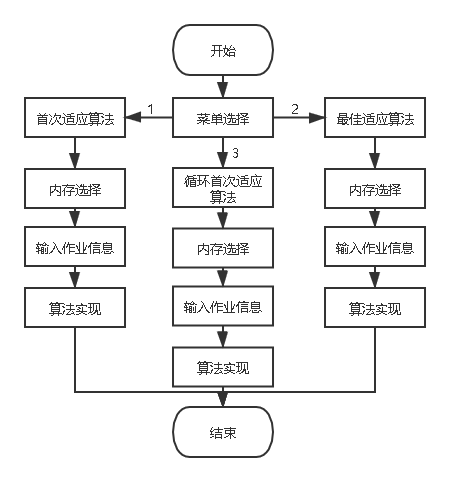 开始
首次适应算法
1
菜单选择
2
最佳适应算法
3
内存选择
循环首次适应
算法
内存选择
输入作业信息
内存选择
输入作业信息
算法实现
输入作业信息
算法实现
算法实现
结束